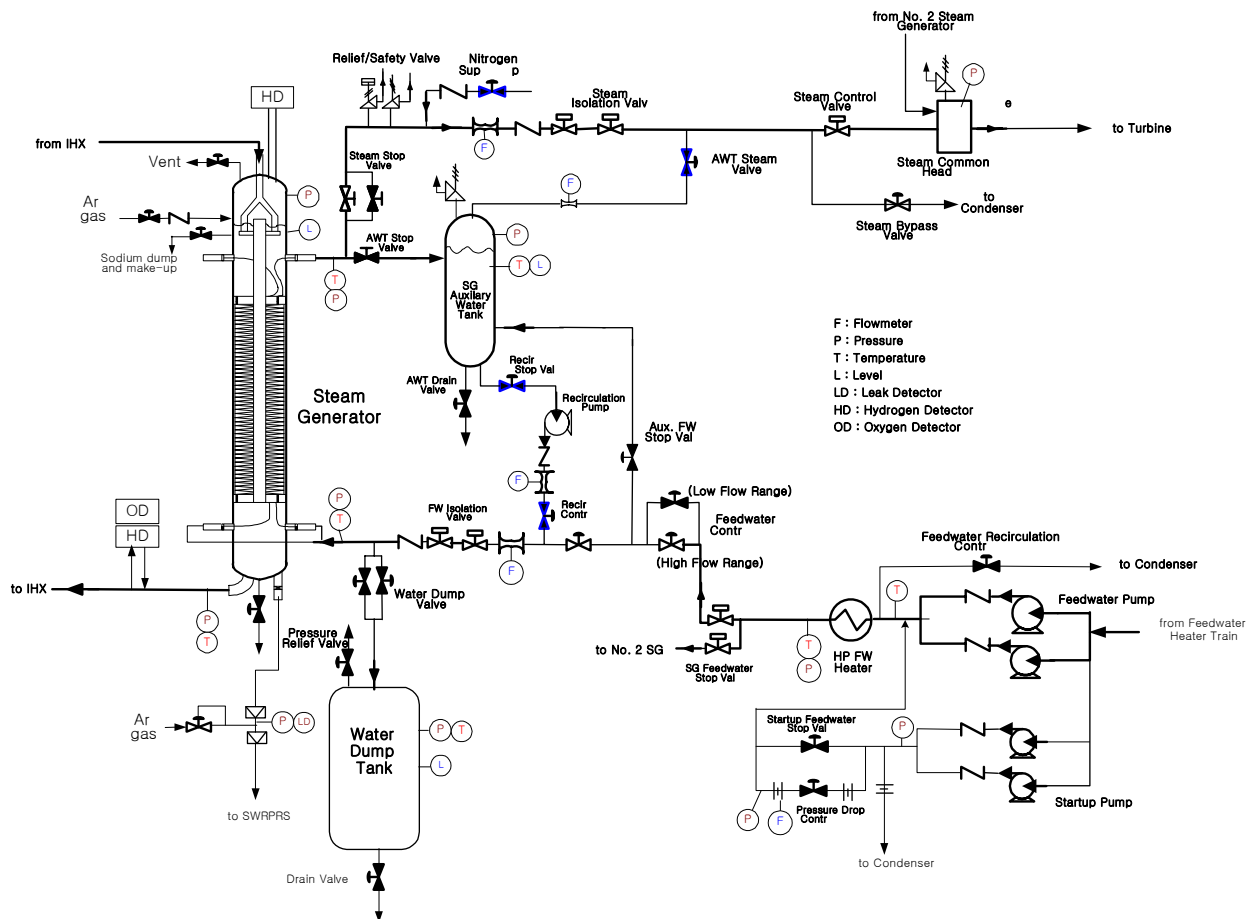 from No. 2 Steam
Generator
Relief/Safety Valve
Nitrogen
Sup
p
HD
P
Steam
Isolation Valv
Steam Control
Valve
e
from IHX
to Turbine
F
Vent
Steam Stop
Valve
AWT Steam
Valve
Steam Common
Head
P
F
Ar
gas
to
Condenser
L
P
Steam Bypass
Valve
AWT Stop
Valve
Sodium dump
and make-up
T
P
T
L
SG
Auxilary
Water
Tank
F : Flowmeter
P : Pressure
T : Temperature
L : Level
LD : Leak Detector
HD : Hydrogen Detector
OD : Oxygen Detector
Recir
Stop Val
AWT Drain
Valve
Recirculation
Pump
Steam
Generator
Aux. FW
Stop Val
F
P
T
(Low Flow Range)
OD
HD
FW Isolation
Valve
Recir
Contr
Feedwater
Contr
(High Flow Range)
Feedwater Recirculation
Contr
F
to Condenser
to IHX
Water Dump
Valve
T
Feedwater Pump
P
T
Pressure
Relief Valve
from Feedwater
Heater Train
to No. 2 SG
T
P
HP FW
Heater
SG Feedwater
Stop Val
Ar
gas
P
LD
P
T
Startup Feedwater
Stop Val
P
Water
Dump
Tank
L
Startup Pump
P
F
Pressure Drop
Contr
to SWRPRS
to Condenser
Drain Valve